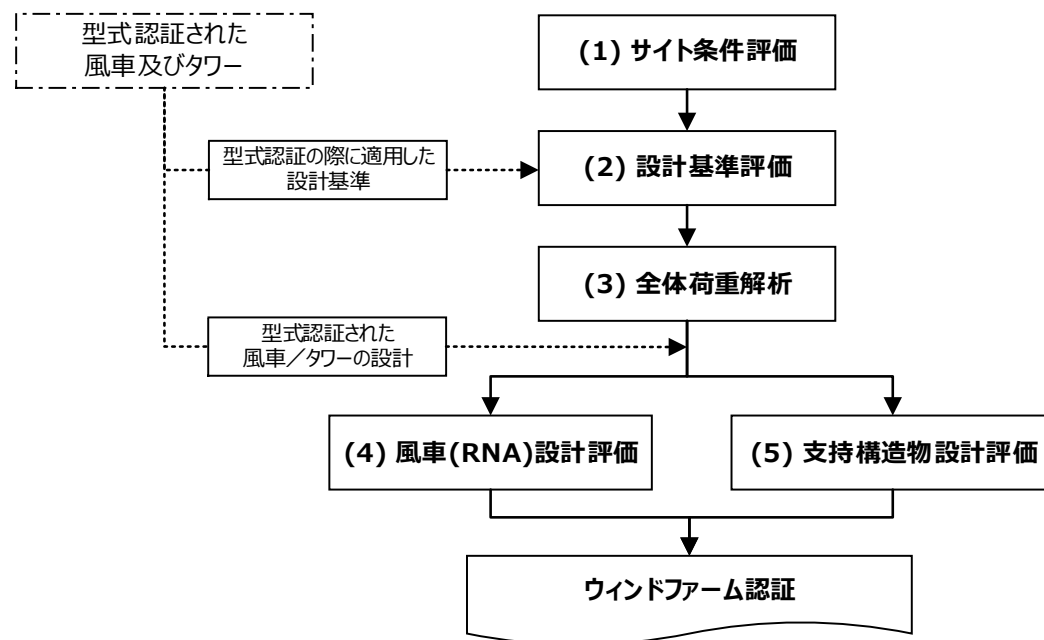 型式認証された
風車及びタワー
(1) サイト条件評価
型式認証の際に適用した
設計基準
(2) 設計基準評価
(3) 全体荷重解析
型式認証された
風車／タワーの設計
(4) 風車(RNA)設計評価
(5) 支持構造物設計評価
ウィンドファーム認証